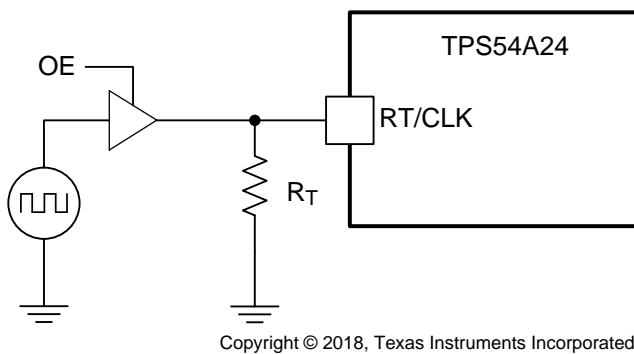 TPS54A24
OE
RT/CLK
RT
Copyright © 2018, Texas Instruments Incorporated